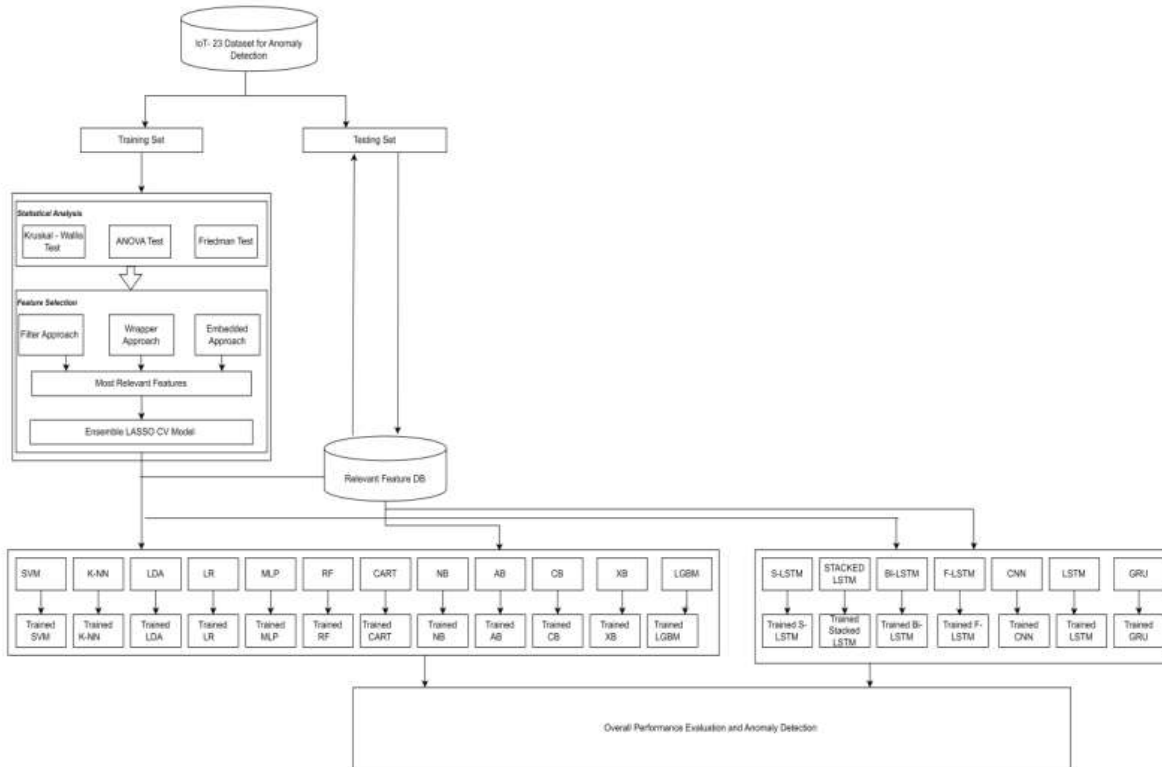 IoT- 23 Dataset for Anomaly
Detection
Training Set
Testing Set
Statistical Analysis
Kruskal - Wallis
Test
ANOVA Test
Friedman Test
Feature Selection
Filter Approach
Wrapper
Approach
Embedded
Approach
Most Relevant Features
Ensemble LASSO CV Model
Relevant Feature DB
SVM
K-NN
LDA
LR
MLP
RF
CART
NB
AB
CB
XB
LGBM
Trained
SVM
Trained
K-NN
Trained
LDA
Trained
LR
Trained
MLP
Trained
RF
Trained
CART
Trained
NB
Trained
AB
Trained
CB
Trained
XB
Trained
LGBM
S-LSTM
STACKED
LSTM
BI-LSTM
F-LSTM
CNN
LSTM
GRU
Trained S-
LSTM
Trained
Stacked
LSTM
Trained Bi-
LSTM
Trained F-
LSTM
Trained
CNN
Trained
LSTM
Trained
GRU
Overall Performance Evaluation and Anomaly Detection